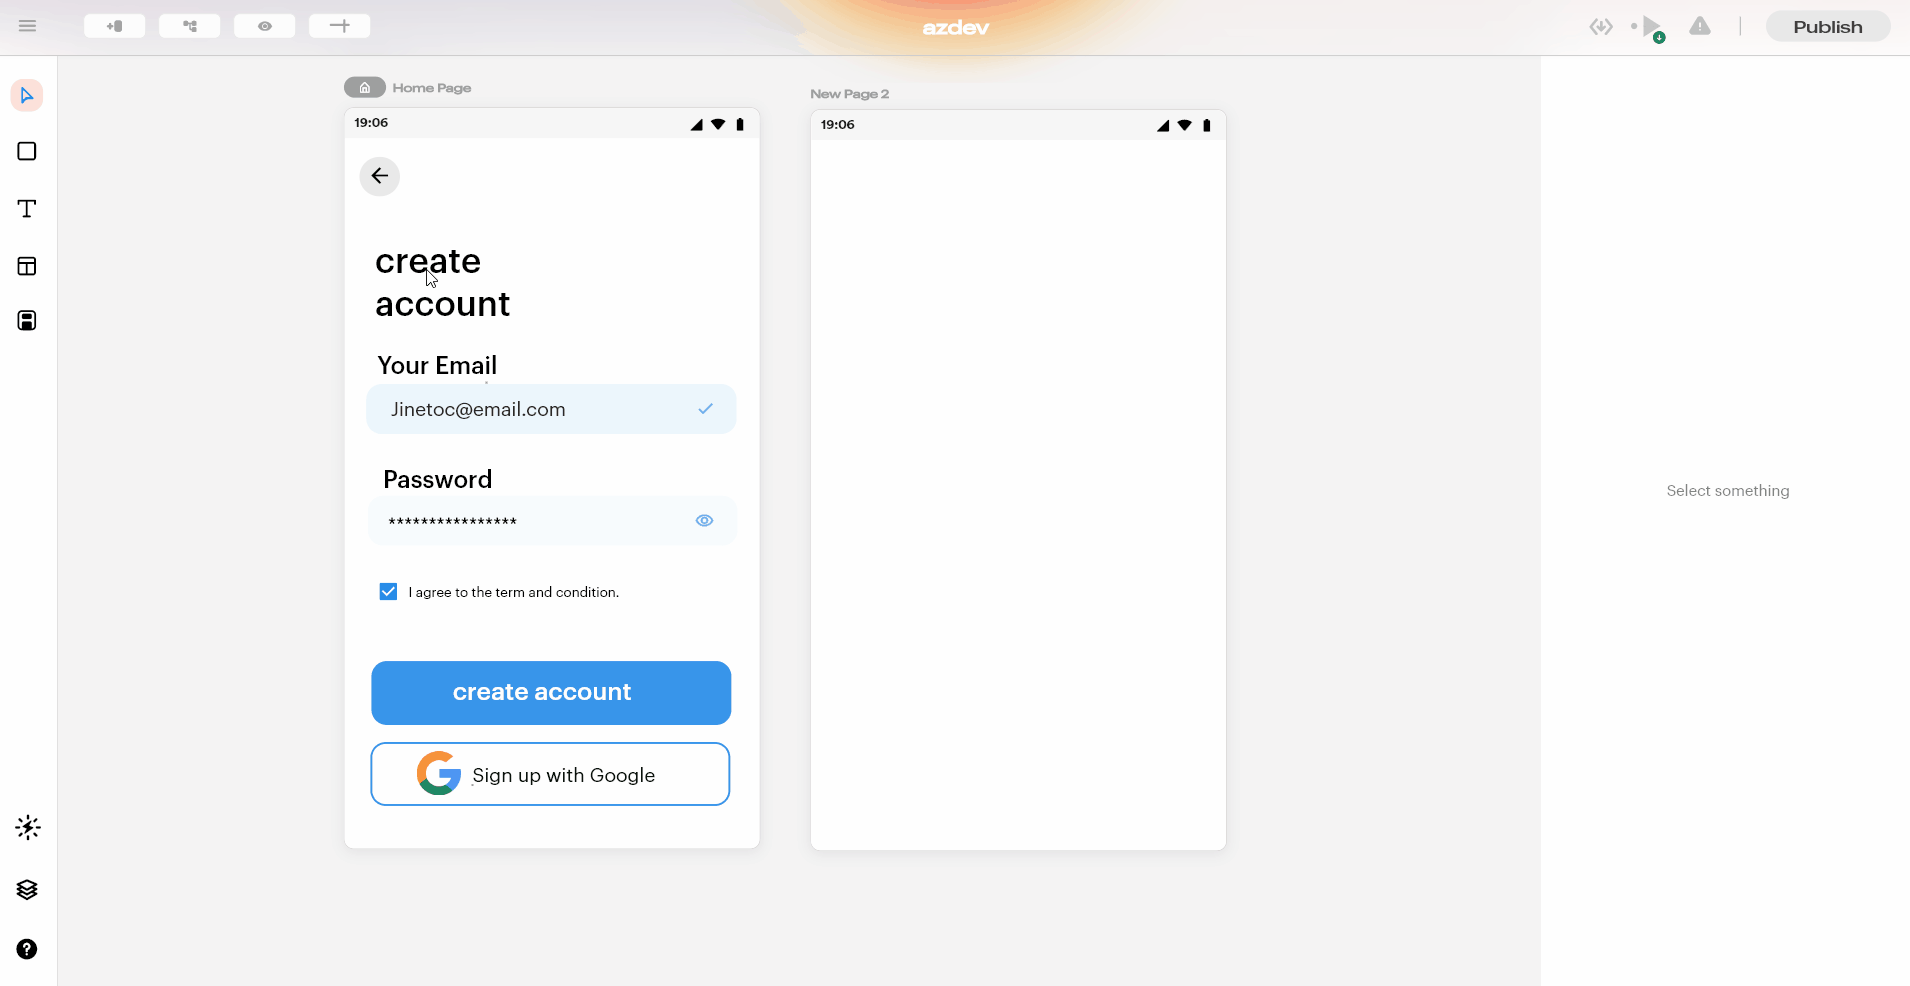 azdev
Publish
Home Page
New Page 2
19:06
19:06
create
account
Your Email
Jinetoc@email.com
Password
****************
I agree to the term and condition.
create account
Sign up with Google
Select something